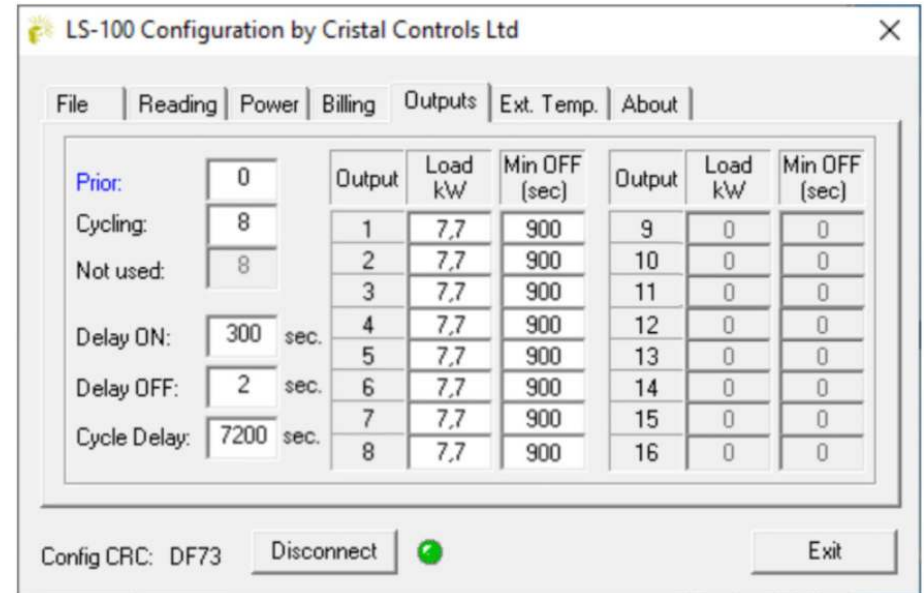 LS-100 Configuration by Cristal Controls Ltd
File Reading Power Billing Outputs Ext. Temp. About
Prior: 0
Cycling: 8
Not used: 8
Delay ON: 300 sec.
Delay OFF: 2 sec.
Cycle Delay: 7200 sec.
Output Load kW Min OFF (sec)
1 7,7 900
2 7,7 900
3 7,7 900
4 7,7 900
5 7,7 900
6 7,7 900
7 7,7 900
8 7,7 900
Output Load kW Min OFF (sec)
9 0 0
10 0 0
11 0 0
12 0 0
13 0 0
14 0 0
15 0 0
16 0 0
Config CRC: DF73 Disconnect Exit